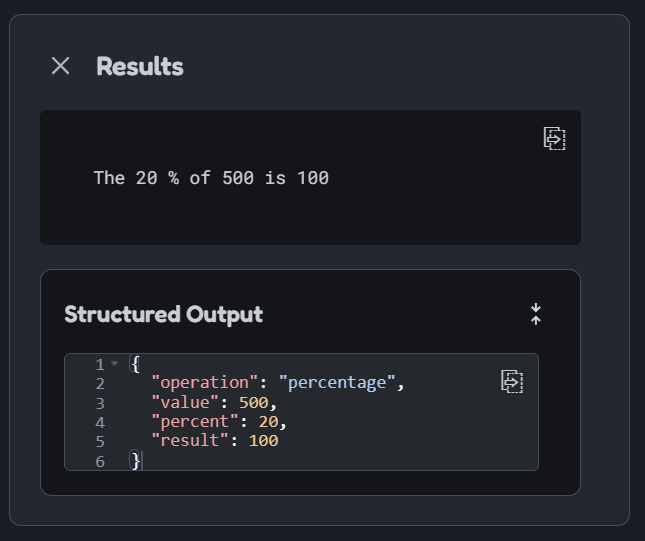 Results
The 20 % of 500 is 100
Structured Output
1 {
2 "operation": "percentage",
3 "value": 500,
4 "percent": 20,
5 "result": 100
6 }